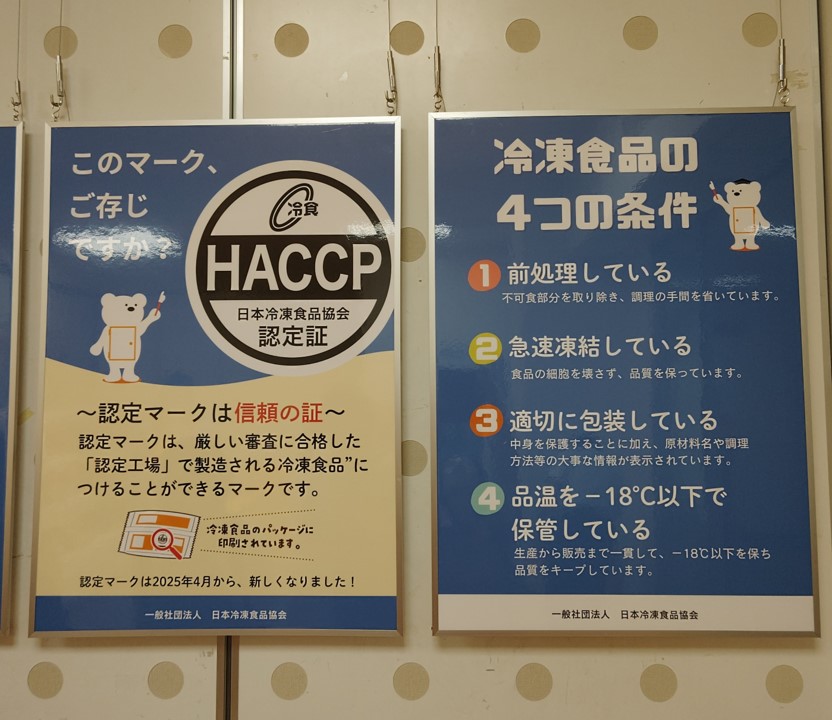 このマーク、
ご存じ
ですか？
冷食
HACCP
日本冷凍食品協会
認定証
～認定マークは信頼の証～
認定マークは、厳しい審査に合格した
「認定工場」で製造される冷凍食品”に
つけることができるマークです。
冷凍食品のパッケージに
印刷されています。
認定マークは2025年4月から、新しくなりました！
一般社団法人　日本冷凍食品協会
冷凍食品の
4つの条件
1 前処理している
不可食部分を取り除き、調理の手間を省いています。
2 急速凍結している
食品の細胞を壊さず、品質を保っています。
3 適切に包装している
中身を保護することに加え、原材料名や調理
方法等の大事な情報が表示されています。
4 品温を－18℃以下で
保管している
生産から販売まで一貫して、－18℃以下を保ち
品質をキープしています。
一般社団法人　日本冷凍食品協会